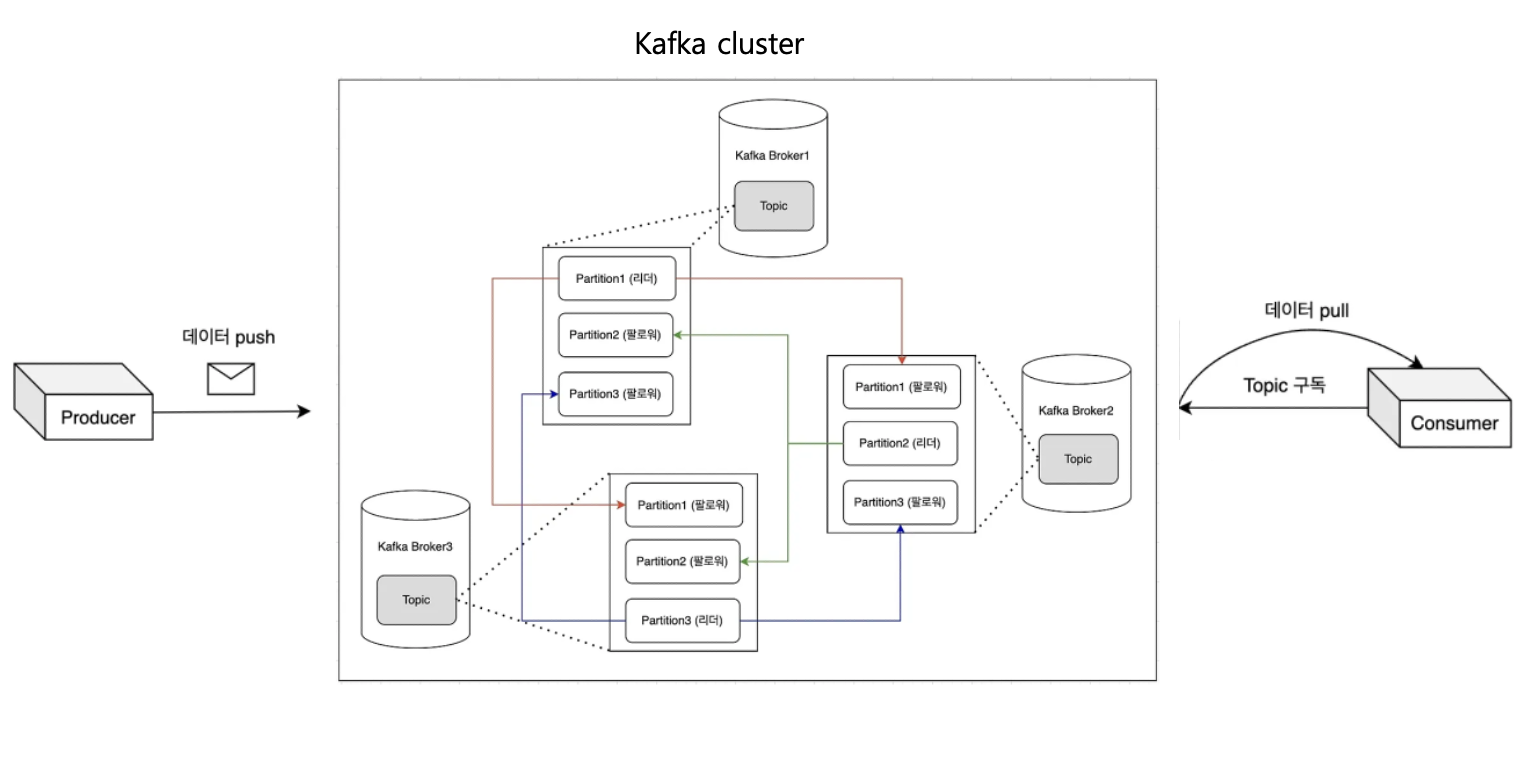 Kafka cluster
Kafka Broker1
Topic
Partition1 (리더)
Partition2 (팔로워)
Partition3 (팔로워)
데이터 push
Producer
Partition1 (팔로워)
Partition2 (리더)
Partition3 (팔로워)
Kafka Broker2
Topic
데이터 pull
Topic 구독
Consumer
Kafka Broker3
Topic
Partition1 (팔로워)
Partition2 (팔로워)
Partition3 (리더)